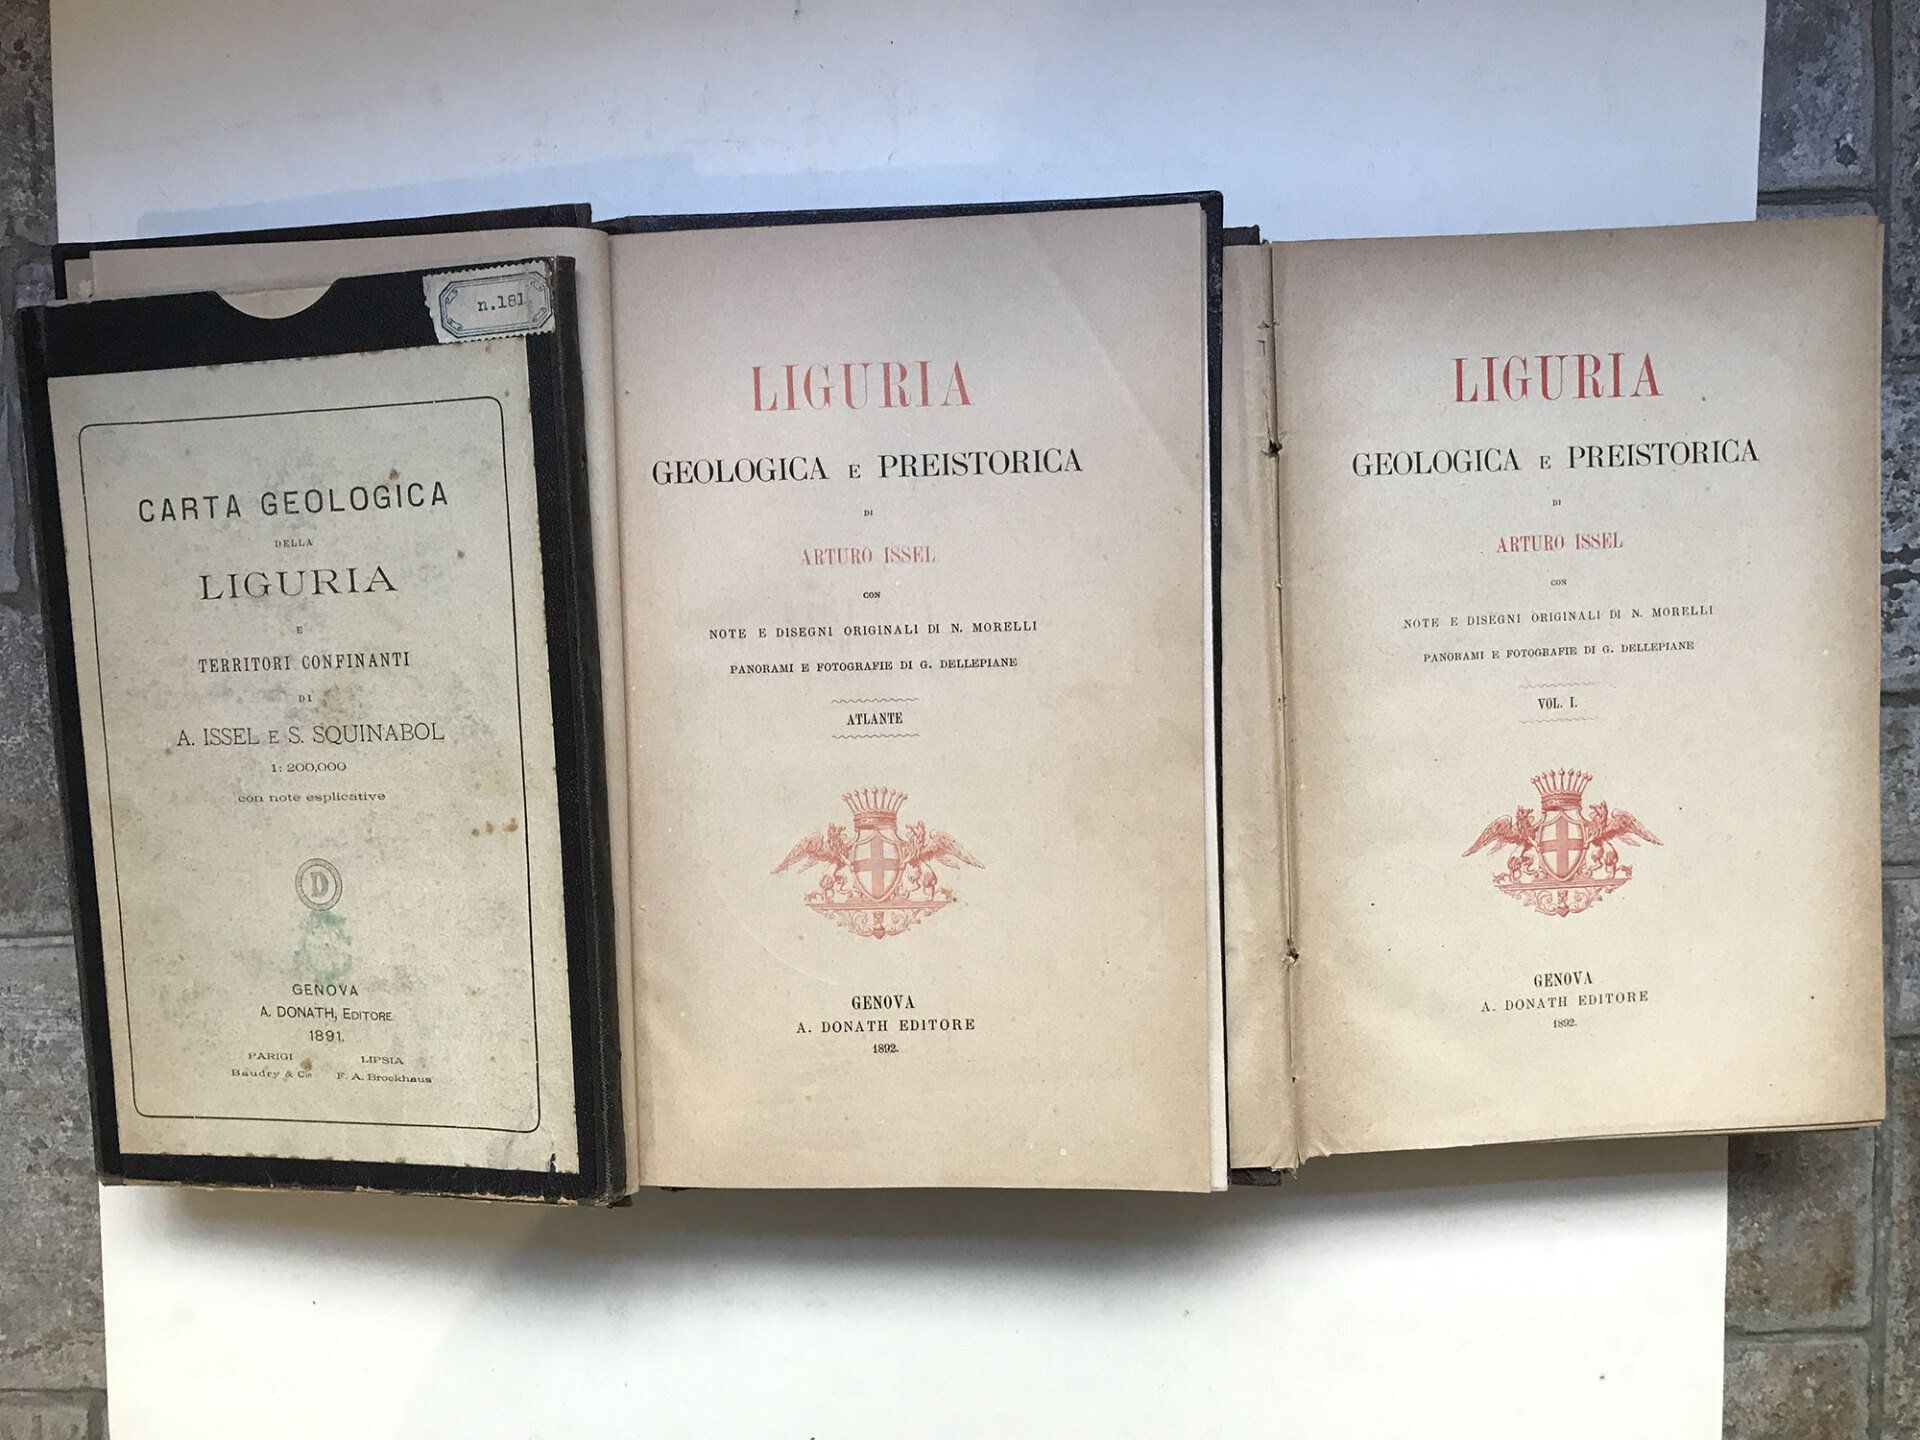 n.181
CARTA GEOLOGICA
DELLA
LIGURIA
E
TERRITORI CONFINANTI
DI
A. ISSEL E S. SQUINABOL
1:200,000
con note esplicative
D
GENOVA
A. DONATH, EDITORE
1891.
PARIGI LIPSIA
Baudry & Cie F. A. Brockhaus
LIGURIA
GEOLOGICA E PREISTORICA
DI
ARTURO ISSEL
CON
NOTE E DISEGNI ORIGINALI DI N. MORELLI
PANORAMI E FOTOGRAFIE DI G. DELLEPIANE
ATLANTE
GENOVA
A. DONATH EDITORE
1892.
LIGURIA
GEOLOGICA E PREISTORICA
DI
ARTURO ISSEL
CON
NOTE E DISEGNI ORIGINALI DI N. MORELLI
PANORAMI E FOTOGRAFIE DI G. DELLEPIANE
VOL. I.
GENOVA
A. DONATH EDITORE
1892.